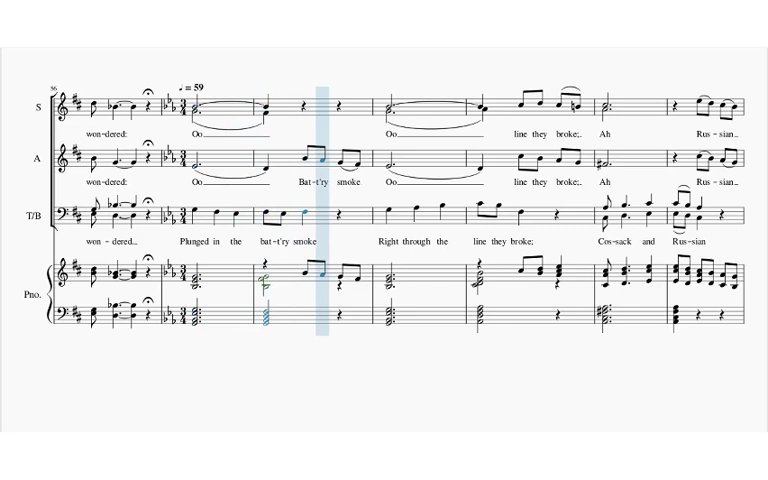 56
♩ = 59
S
won-dered: Oo Oo line they broke;. Ah Rus-sian
A
won-dered: Oo Bat-t'ry smoke Oo line they broke;. Ah Rus-sian
T/B
won-dered Plunged in the bat-t'ry smoke Right through the line they broke; Cos-sack and Rus-sian
Pno.